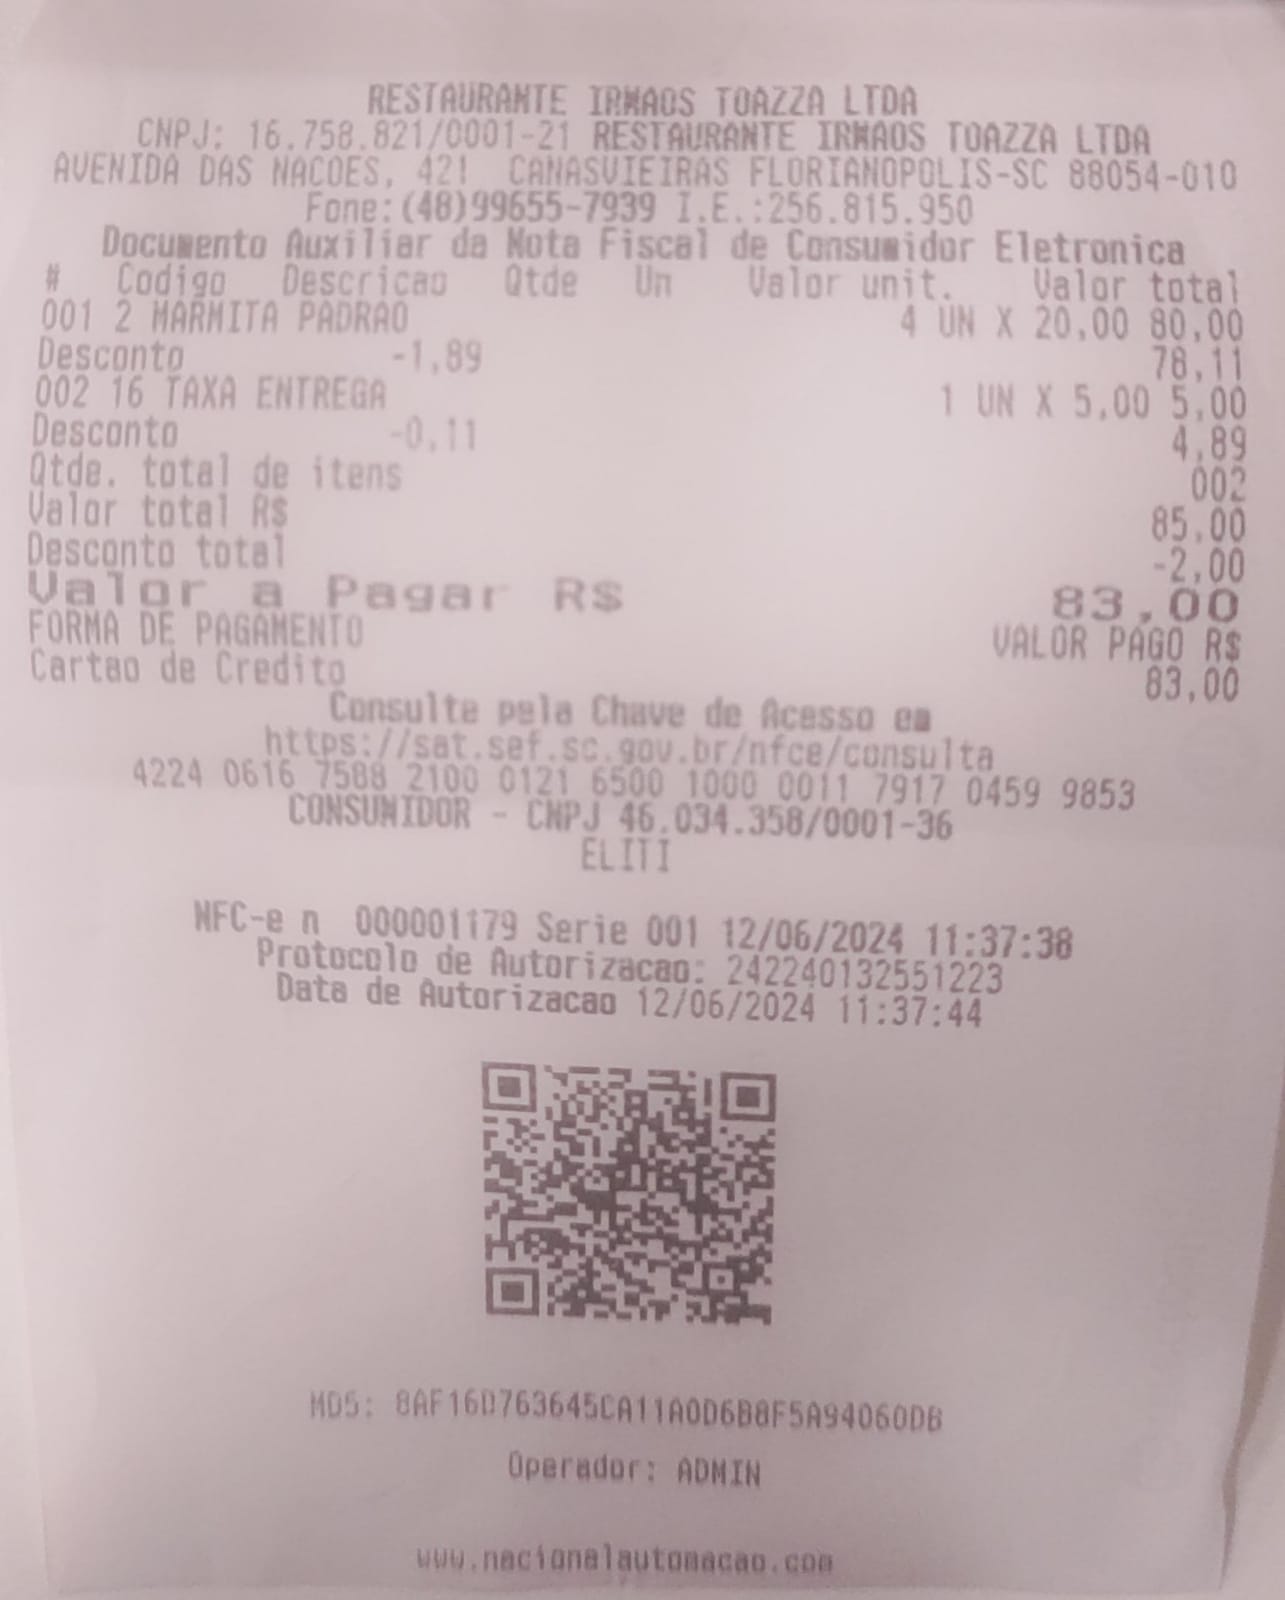 RESTAURANTE IRMAOS TOAZZA LTDA
CNPJ: 16.758.821/0001-21 RESTAURANTE IRMAOS TOAZZA LTDA
AVENIDA DAS NACOES, 421 CANASVIEIRAS FLORIANOPOLIS-SC 88054-010
Fone:(48)99655-7939 I.E.:256.815.950
Documento Auxiliar da Nota Fiscal de Consumidor Eletronica
# Codigo Descricao Qtde Un Valor unit. Valor total
001 2 MARMITA PADRAO 4 UN X 20,00 80,00
Desconto -1,89 78,11
002 16 TAXA ENTREGA 1 UN X 5,00 5,00
Desconto -0,11 4,89
Qtde. total de itens 002
Valor total R$ 85,00
Desconto total -2,00
Valor a Pagar R$ 83,00
FORMA DE PAGAMENTO VALOR PAGO R$
Cartao de Credito 83,00
Consulte pela Chave de Acesso em
https://sat.sef.sc.gov.br/nfce/consulta
4224 0616 7588 2100 0121 6500 1000 0011 7917 0459 9853
CONSUMIDOR - CNPJ 46.034.358/0001-36
ELITI
NFC-e n 000001179 Serie 001 12/06/2024 11:37:38
Protocolo de Autorizacao: 242240132551223
Data de Autorizacao 12/06/2024 11:37:44
MD5: 8AF16D763645CA11A0D6B8F5A94060DB
Operador: ADMIN
www.nacionalautomacao.com